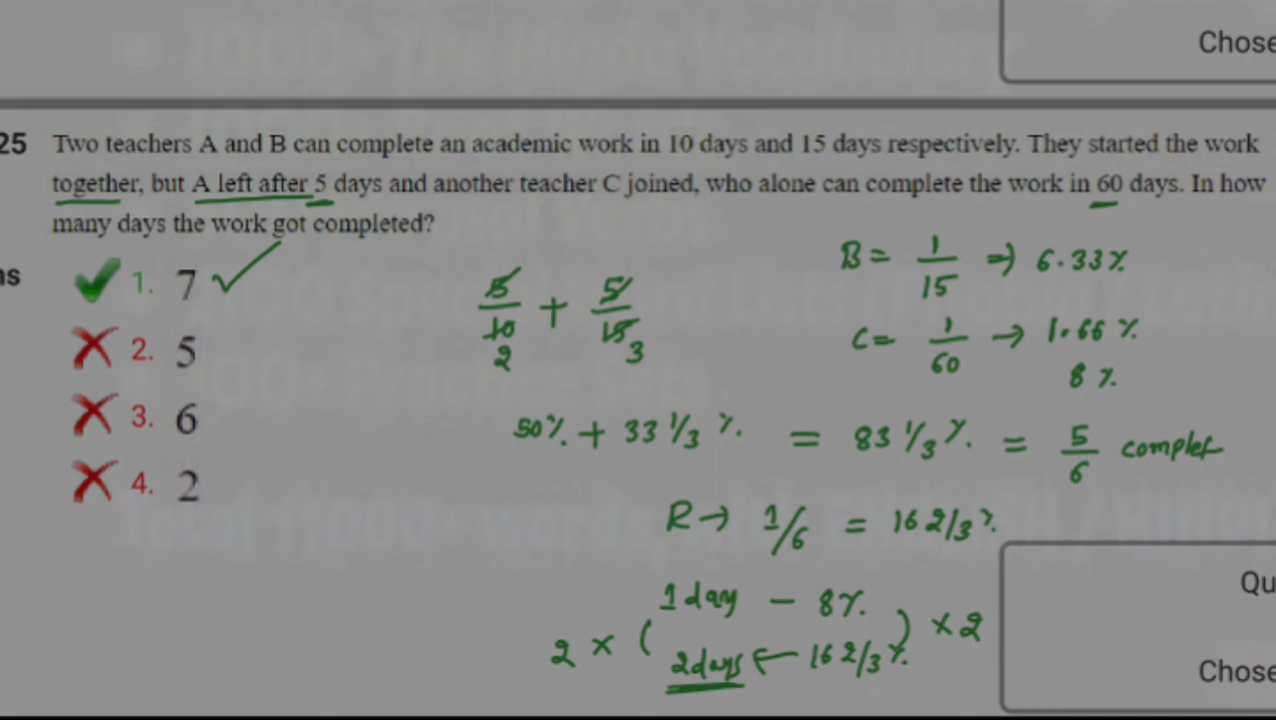 Chose
25 Two teachers A and B can complete an academic work in 10 days and 15 days respectively. They started the work
together, but A left after 5 days and another teacher C joined, who alone can complete the work in 60 days. In how
many days the work got completed?
ns
1. 7
2. 5
3. 6
4. 2
5/10 + 5/15
2 3
B = 1/15 => 6.33%
C = 1/60 → 1.66%
8%
50% + 33 1/3 % = 83 1/3 % = 5/6 complet
R → 1/6 = 16 2/3 %
2 × ( 1 day – 8%
2days ← 16 2/3 % ) × 2
Qu
Chose